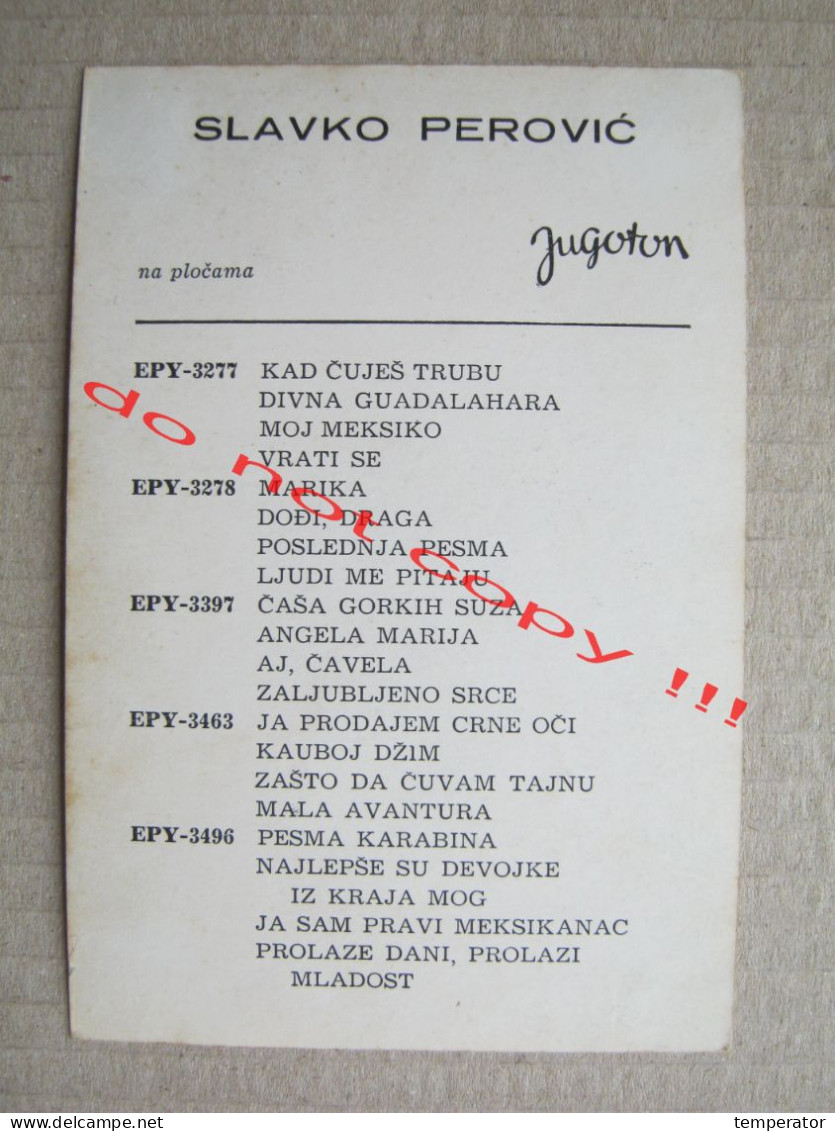 SLAVKO PEROVIĆ
Jugoton
na pločama
EPY-3277 KAD ČUJEŠ TRUBU
DIVNA GUADALAHARA
MOJ MEKSIKO
VRATI SE
EPY-3278 MARIKA
DOĐI, DRAGA
POSLEDNJA PESMA
LJUDI ME PITAJU
EPY-3397 ČAŠA GORKIH SUZA
ANGELA MARIJA
AJ, ČAVELA
ZALJUBLJENO SRCE
EPY-3463 JA PRODAJEM CRNE OČI
KAUBOJ DŽIM
ZAŠTO DA ČUVAM TAJNU
MALA AVANTURA
EPY-3496 PESMA KARABINA
NAJLEPŠE SU DEVOJKE
IZ KRAJA MOG
JA SAM PRAVI MEKSIKANAC
PROLAZE DANI, PROLAZI
MLADOST
do not copy !!!
delcampe.net
temperator